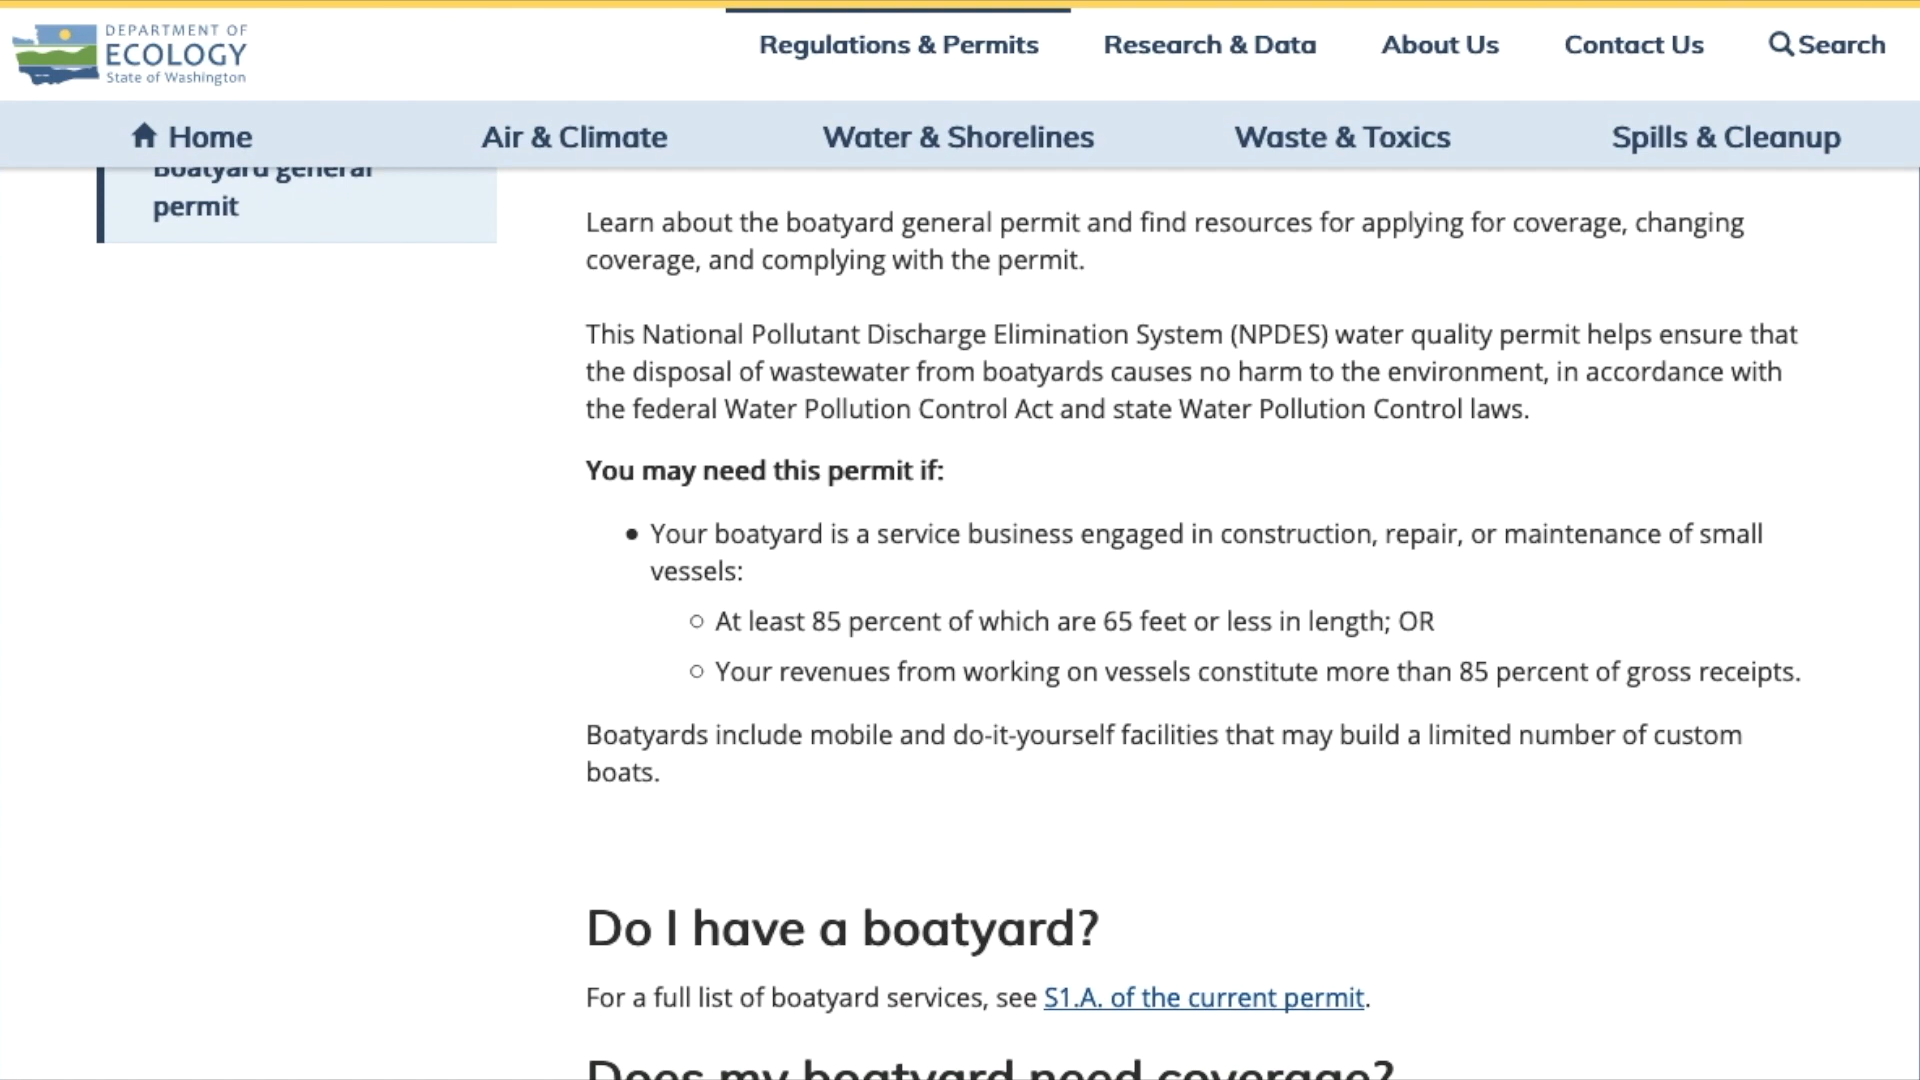 DEPARTMENT OF
ECOLOGY
State of Washington
Regulations & Permits
Research & Data
About Us
Contact Us
Search
Home
Air & Climate
Water & Shorelines
Waste & Toxics
Spills & Cleanup
Boatyard general
permit
Learn about the boatyard general permit and find resources for applying for coverage, changing
coverage, and complying with the permit.
This National Pollutant Discharge Elimination System (NPDES) water quality permit helps ensure that
the disposal of wastewater from boatyards causes no harm to the environment, in accordance with
the federal Water Pollution Control Act and state Water Pollution Control laws.
You may need this permit if:
• Your boatyard is a service business engaged in construction, repair, or maintenance of small
vessels:
○ At least 85 percent of which are 65 feet or less in length; OR
○ Your revenues from working on vessels constitute more than 85 percent of gross receipts.
Boatyards include mobile and do-it-yourself facilities that may build a limited number of custom
boats.
Do I have a boatyard?
For a full list of boatyard services, see S1.A. of the current permit.
Does my boatyard need coverage?